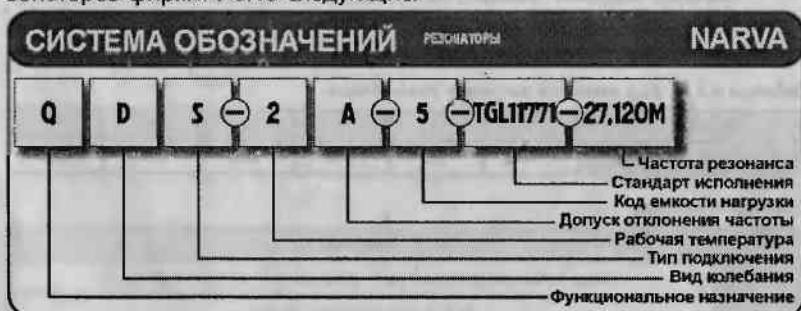 СИСТЕМА ОБОЗНАЧЕНИЙ РЕЗОНАТОРЫ NARVA
Q D S – 2 A – 5 – TGL11771 – 27,120M
Частота резонанса
Стандарт исполнения
Код емкости нагрузки
Допуск отклонения частоты
Рабочая температура
Тип подключения
Вид колебания
Функциональное назначение